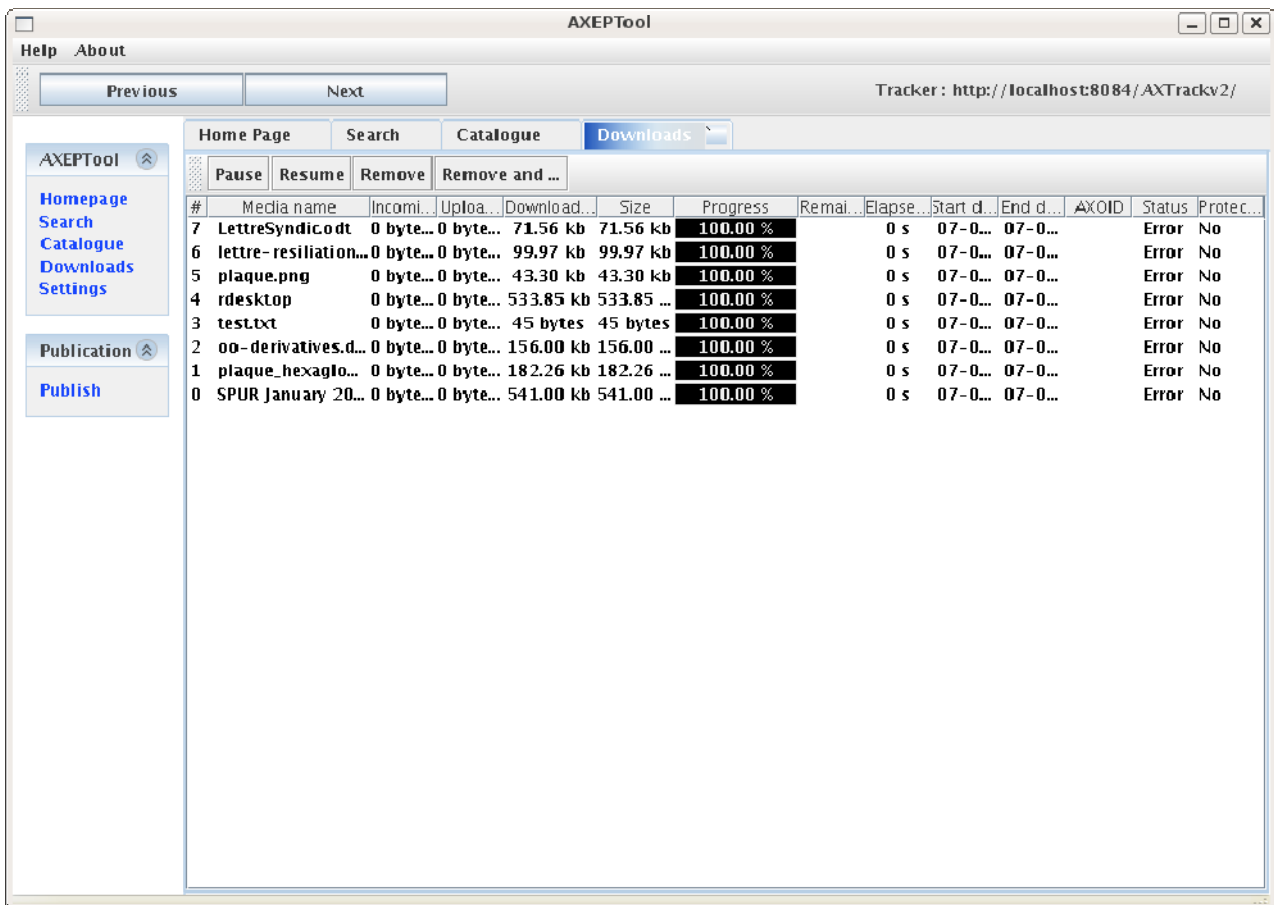 AXEPTool
Help About
Previous Next Tracker : http://localhost:8084/AXTrackv2/
Home Page Search Catalogue Downloads
AXEPTool
Pause Resume Remove Remove and ...
Homepage
Search
Catalogue
Downloads
Settings
Publication
Publish
# Media name Incomi... Uploa... Download... Size Progress Remai... Elapse... Start d... End d... AXOID Status Protec...
7 LettreSyndic.odt 0 byte... 0 byte... 71.56 kb 71.56 kb 100.00 % 0 s 07-0... 07-0... Error No
6 lettre-resiliation... 0 byte... 0 byte... 99.97 kb 99.97 kb 100.00 % 0 s 07-0... 07-0... Error No
5 plaque.png 0 byte... 0 byte... 43.30 kb 43.30 kb 100.00 % 0 s 07-0... 07-0... Error No
4 rdesktop 0 byte... 0 byte... 533.85 kb 533.85 ... 100.00 % 0 s 07-0... 07-0... Error No
3 test.txt 0 byte... 0 byte... 45 bytes 45 bytes 100.00 % 0 s 07-0... 07-0... Error No
2 oo-derivatives.d... 0 byte... 0 byte... 156.00 kb 156.00 ... 100.00 % 0 s 07-0... 07-0... Error No
1 plaque_hexaglo... 0 byte... 0 byte... 182.26 kb 182.26 ... 100.00 % 0 s 07-0... 07-0... Error No
0 SPUR January 20... 0 byte... 0 byte... 541.00 kb 541.00 ... 100.00 % 0 s 07-0... 07-0... Error No